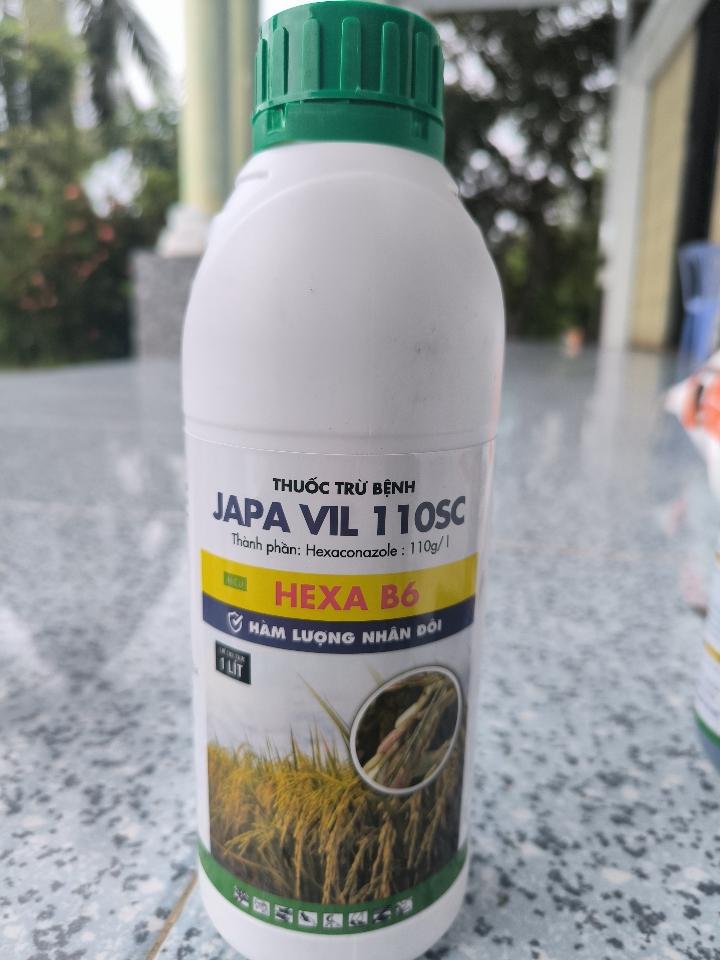 THUỐC TRỪ BỆNH
JAPA VIL 110SC
Thành phần: Hexaconazole : 110g/ l
HEXA B6
HÀM LƯỢNG NHÂN ĐÔI
1 LÍT